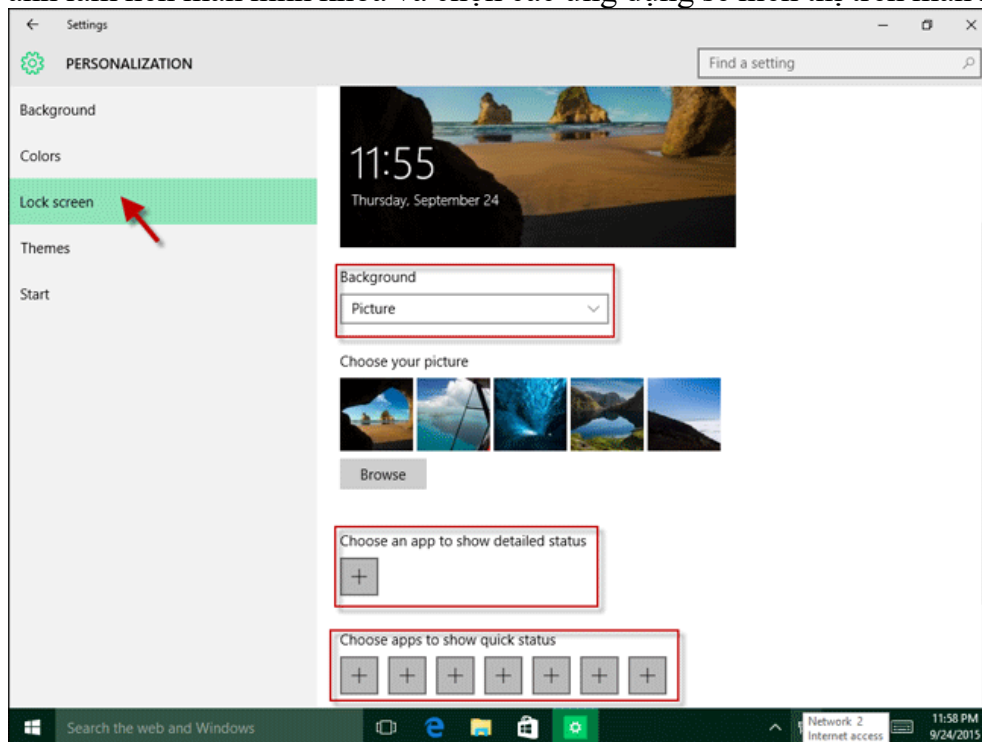 Settings
PERSONALIZATION
Find a setting
Background
Colors
Lock screen
Themes
Start
11:55
Thursday, September 24
Background
Picture
Choose your picture
Browse
Choose an app to show detailed status
Choose apps to show quick status
Search the web and Windows
Network 2
Internet access
11:58 PM
9/24/2015